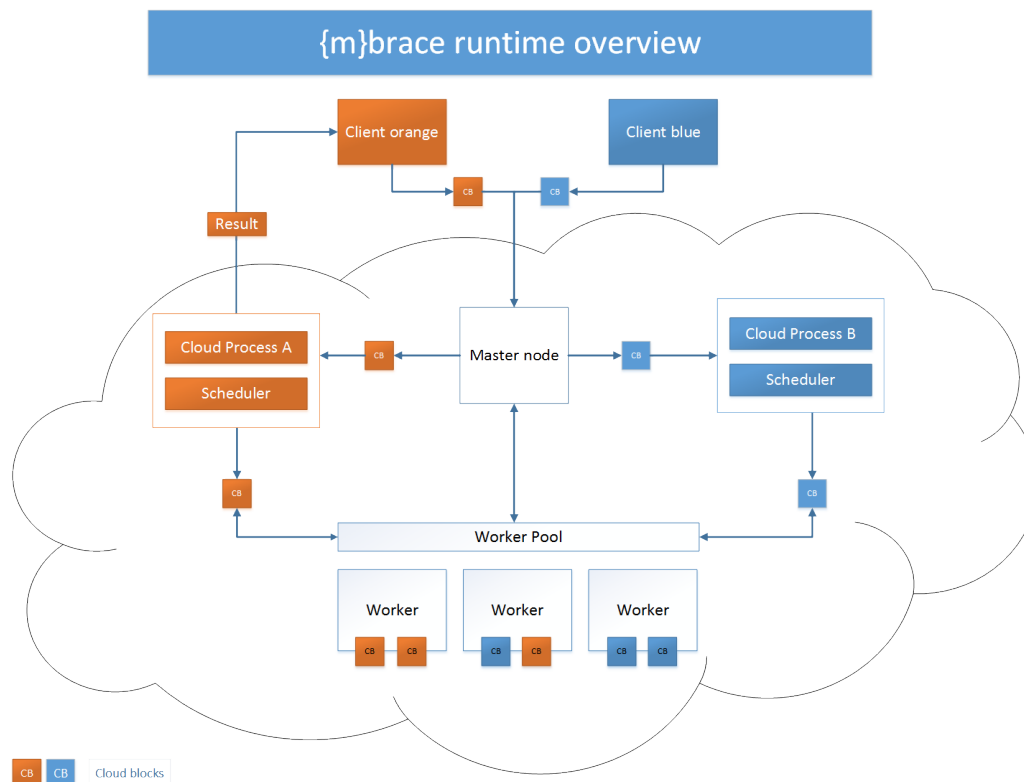 {m}brace runtime overview
Client orange
Client blue
CB
CB
Result
Cloud Process A
Scheduler
CB
Master node
CB
Cloud Process B
Scheduler
CB
CB
Worker Pool
Worker
Worker
Worker
CB
CB
CB
CB
CB
CB
CB
CB
Cloud blocks